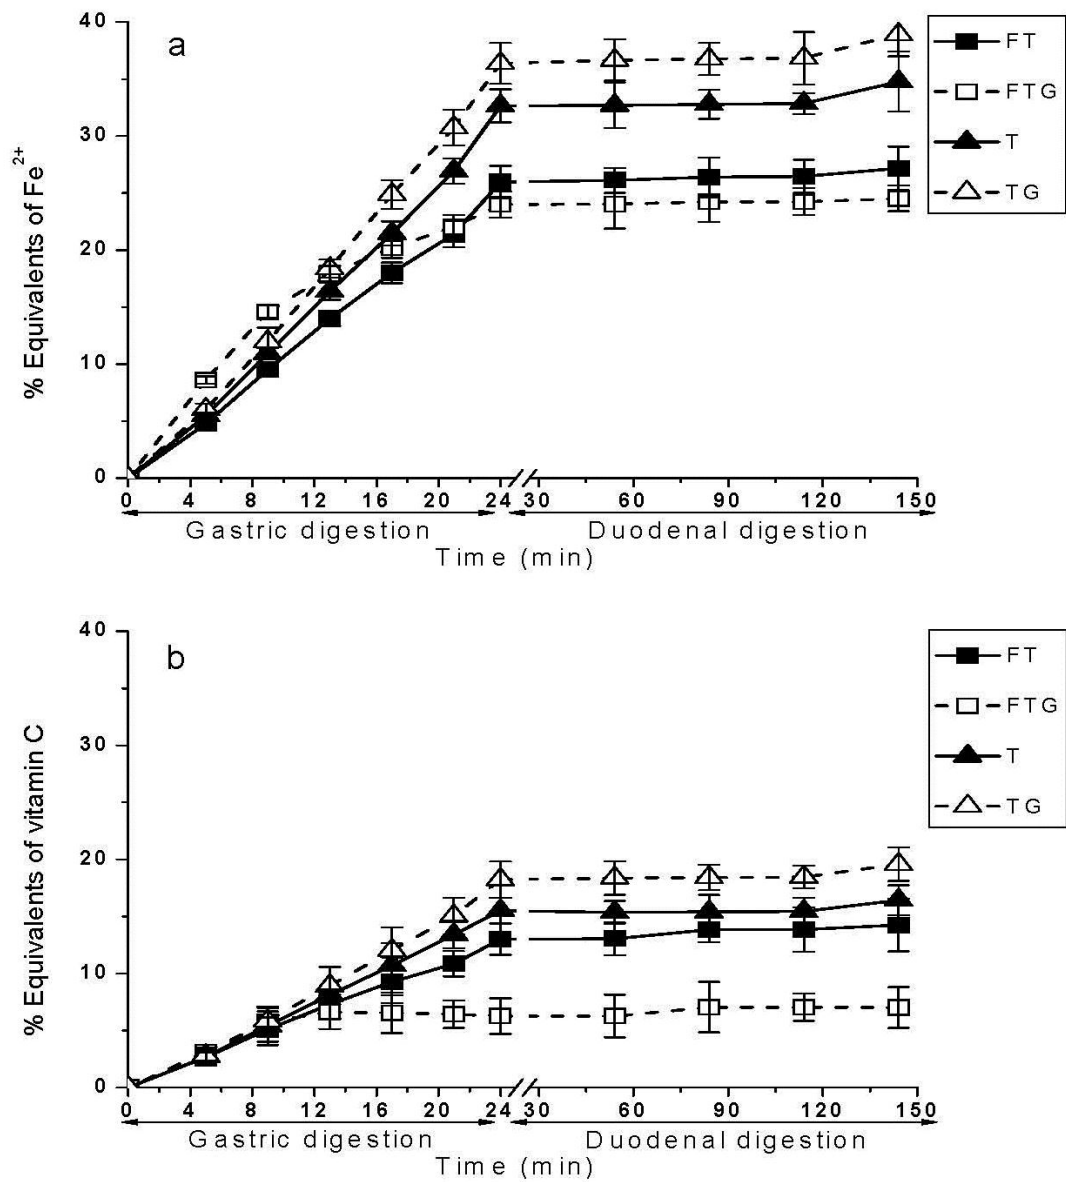 a
% Equivalents of Fe2+
40
30
20
10
0
0 4 8 12 16 20 24 30 60 90 120 150
Gastric digestion Duodenal digestion
Time (min)
FT
FTG
T
TG
b
% Equivalents of vitamin C
40
30
20
10
0
0 4 8 12 16 20 24 30 60 90 120 150
Gastric digestion Duodenal digestion
Time (min)
FT
FTG
T
TG